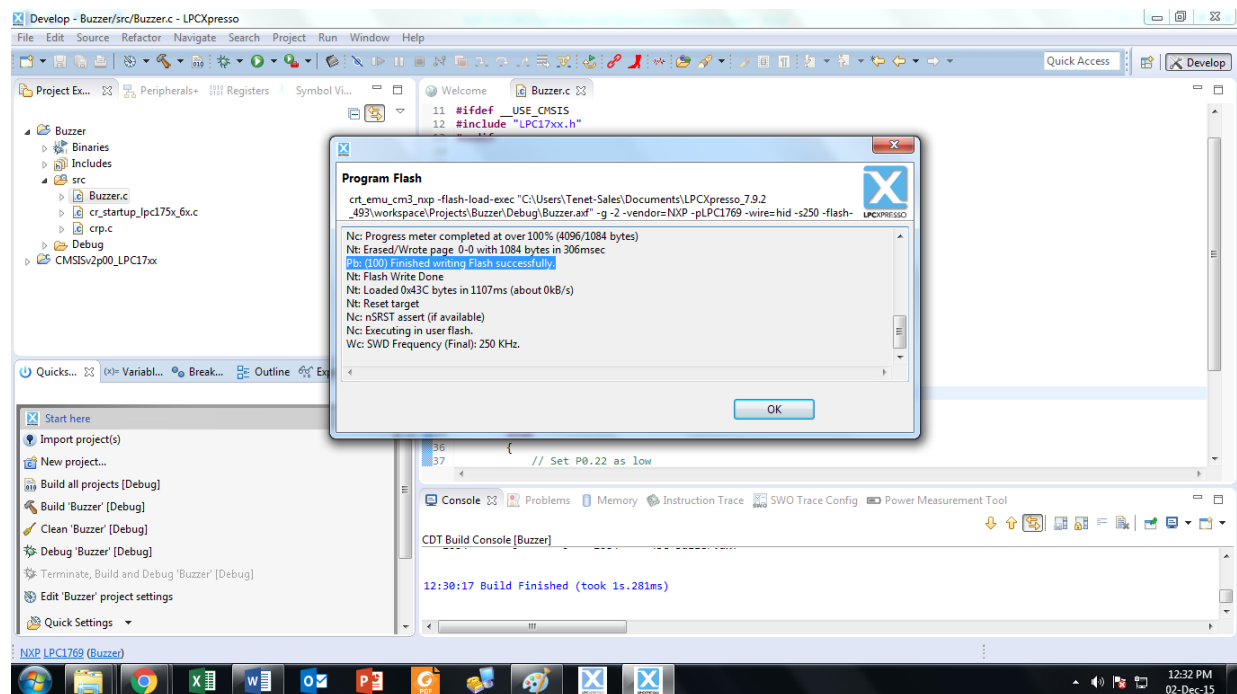 Develop - Buzzer/src/Buzzer.c - LPCXpresso
File Edit Source Refactor Navigate Search Project Run Window Help
Quick Access
Develop
Project Ex... Peripherals+ Registers Symbol Vi...
Welcome Buzzer.c
11 #ifdef __USE_CMSIS
12 #include "LPC17xx.h"
Buzzer
Binaries
Includes
src
Buzzer.c
cr_startup_lpc175x_6x.c
crp.c
Debug
CMSISv2p00_LPC17xx
Program Flash
crt_emu_cm3_nxp -flash-load-exec "C:\Users\Tenet-Sales\Documents\LPCXpresso_7.9.2
_493\workspace\Projects\Buzzer\Debug\Buzzer.axf" -g -2 -vendor=NXP -pLPC1769 -wire=hid -s250 -flash-
LPCXPRESSO
Nc: Progress meter completed at over 100% (4096/1084 bytes)
Nt: Erased/Wrote page 0-0 with 1084 bytes in 306msec
Pb: (100) Finished writing Flash successfully.
Nt: Flash Write Done
Nt: Loaded 0x43C bytes in 1107ms (about 0kB/s)
Nt: Reset target
Nc: nSRST assert (if available)
Nc: Executing in user flash.
Wc: SWD Frequency (Final): 250 KHz.
OK
Quicks... (x)= Variabl... Break... Outline Exp
Start here
Import project(s)
New project...
Build all projects [Debug]
Build 'Buzzer' [Debug]
Clean 'Buzzer' [Debug]
Debug 'Buzzer' [Debug]
Terminate, Build and Debug 'Buzzer' [Debug]
Edit 'Buzzer' project settings
Quick Settings
36 {
37 // Set P0.22 as low
Console Problems Memory Instruction Trace SWO Trace Config Power Measurement Tool
CDT Build Console [Buzzer]
12:30:17 Build Finished (took 1s.281ms)
NXP LPC1769 (Buzzer)
12:32 PM
02-Dec-15